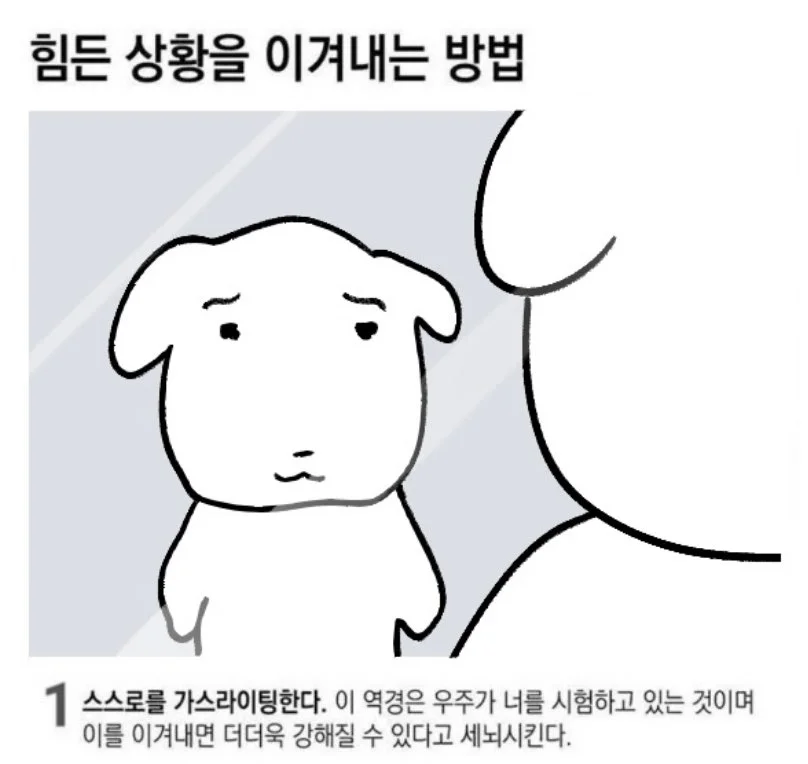 힘든 상황을 이겨내는 방법
1 스스로를 가스라이팅한다. 이 역경은 우주가 너를 시험하고 있는 것이며
이를 이겨내면 더더욱 강해질 수 있다고 세뇌시킨다.